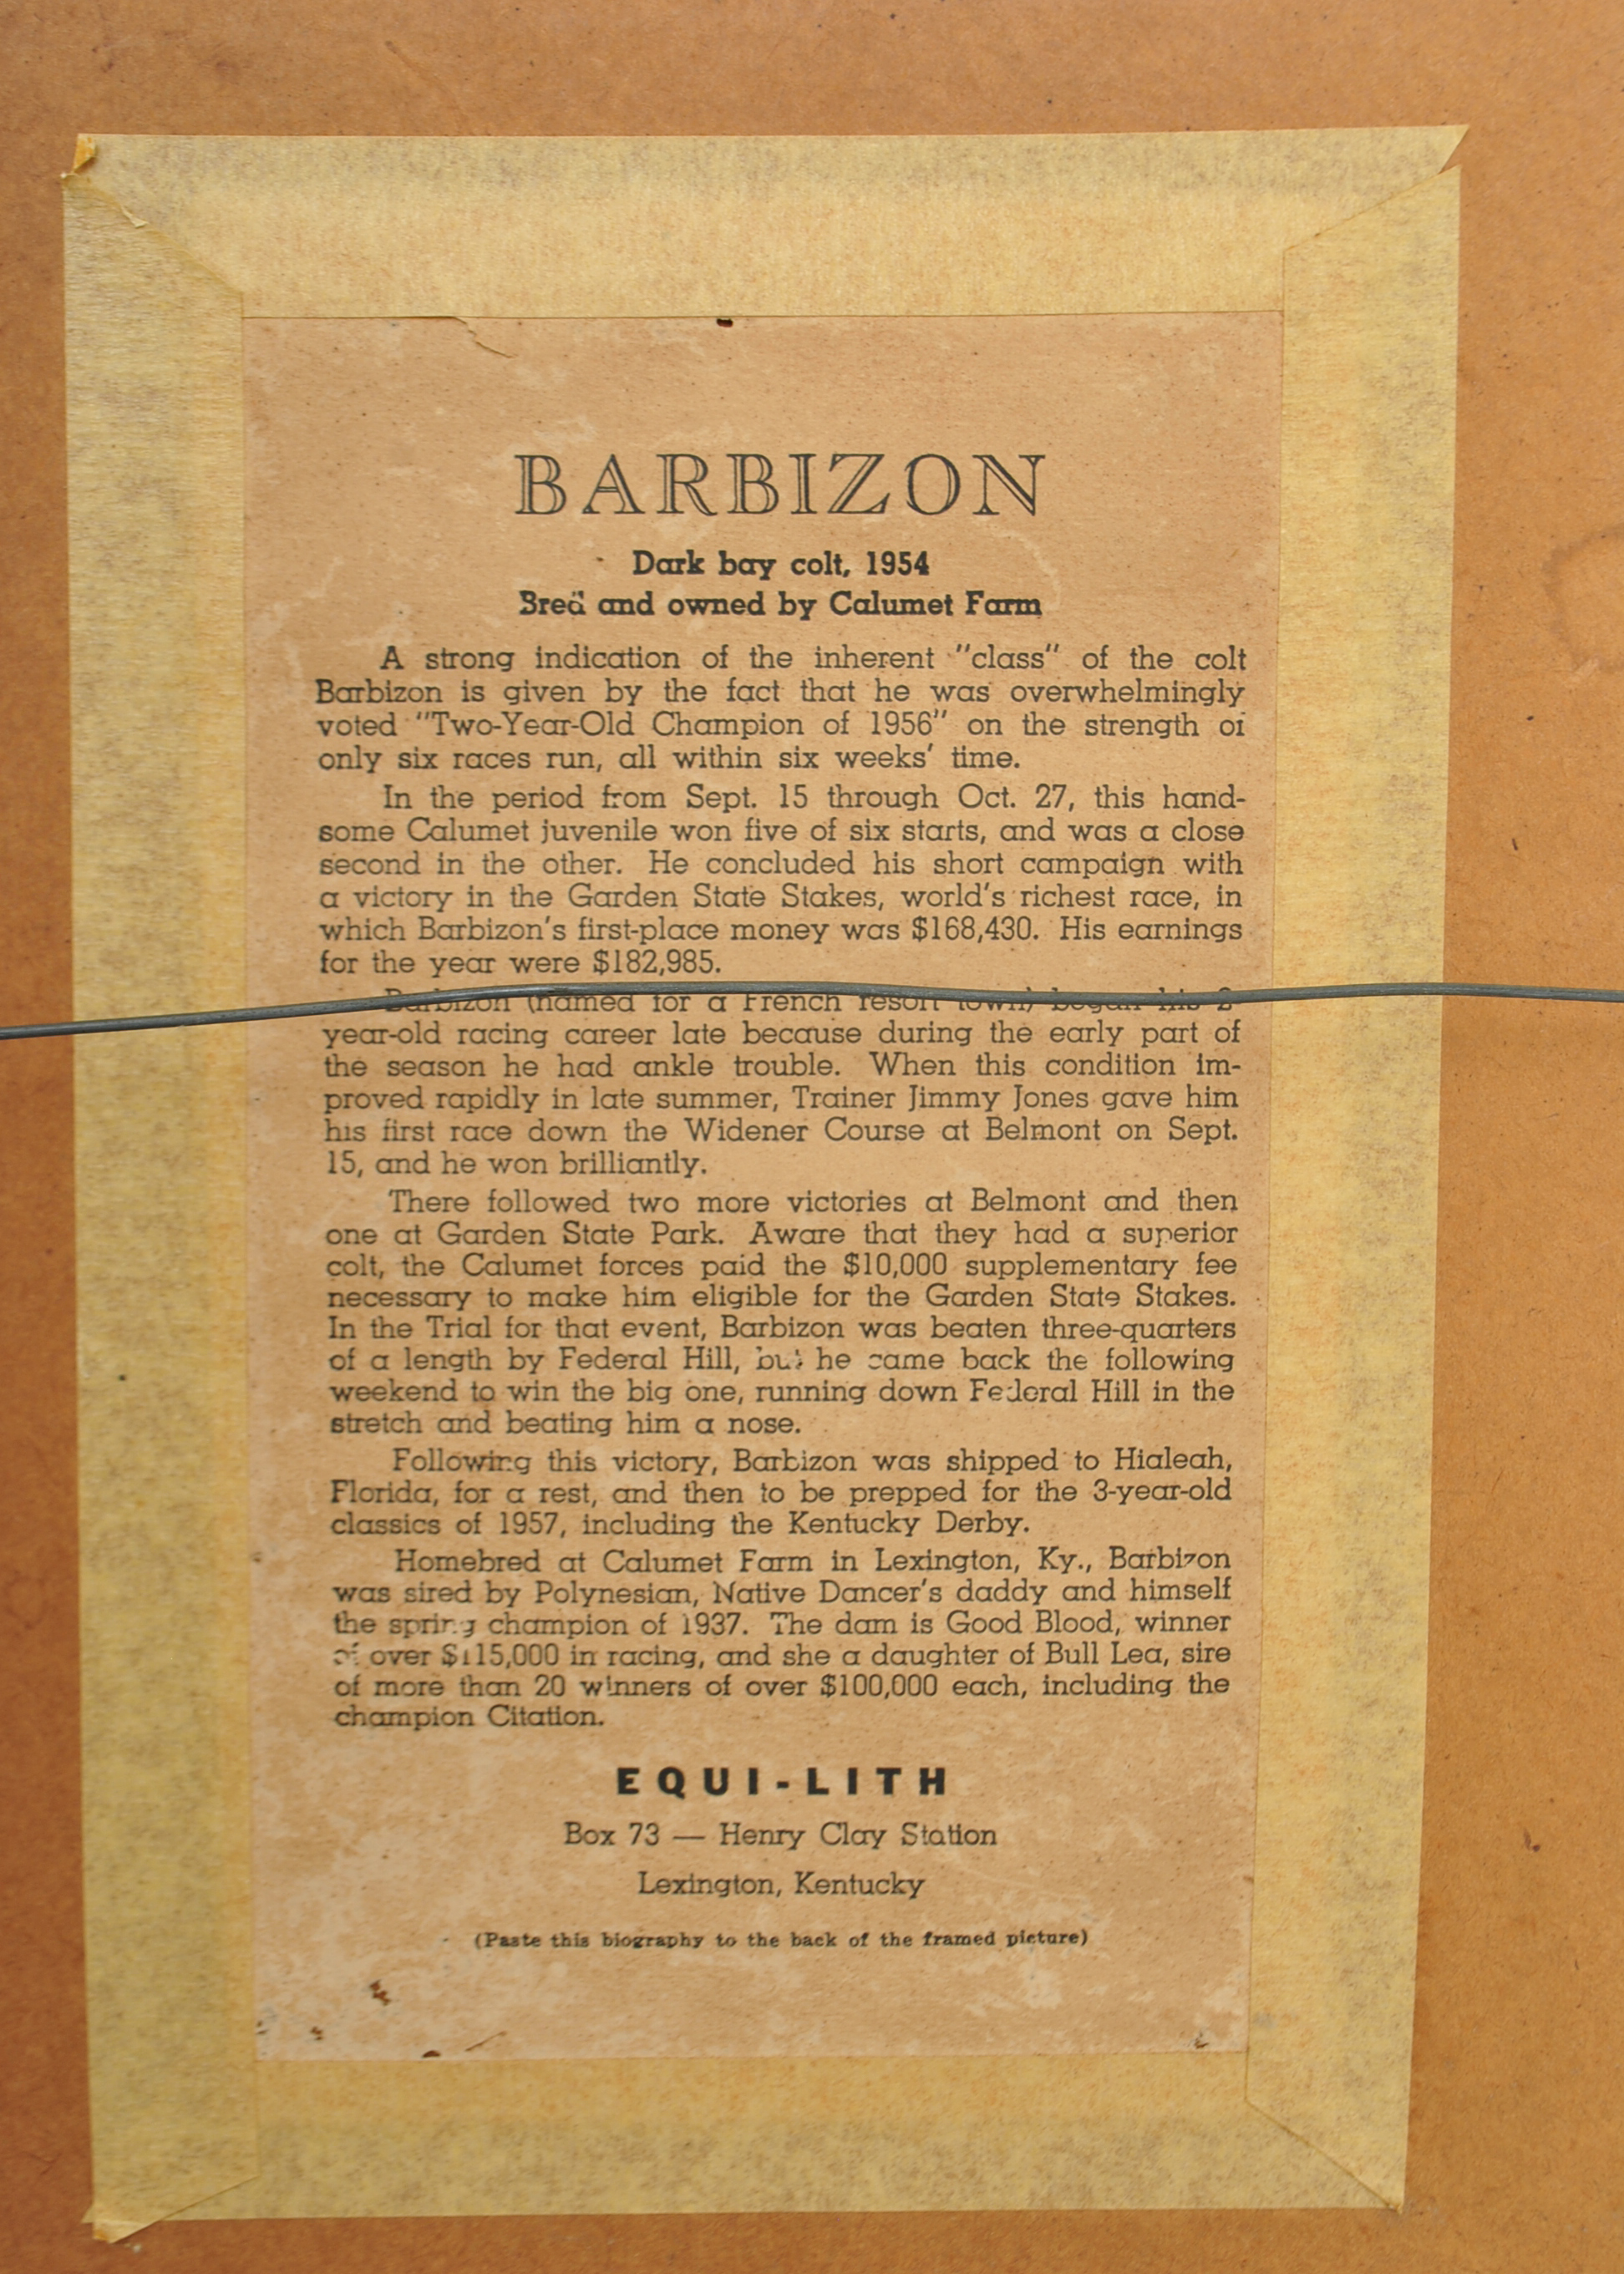 BARBIZON
Dark bay colt, 1954
Bred and owned by Calumet Farm
A strong indication of the inherent "class" of the colt
Barbizon is given by the fact that he was overwhelmingly
voted "Two-Year-Old Champion of 1956" on the strength of
only six races run, all within six weeks' time.
In the period from Sept. 15 through Oct. 27, this hand-
some Calumet juvenile won five of six starts, and was a close
second in the other. He concluded his short campaign with
a victory in the Garden State Stakes, world's richest race, in
which Barbizon's first-place money was $168,430. His earnings
for the year were $182,985.
Barbizon (named for a French resort town) began his 2-
year-old racing career late because during the early part of
the season he had ankle trouble. When this condition im-
proved rapidly in late summer, Trainer Jimmy Jones gave him
his first race down the Widener Course at Belmont on Sept.
15, and he won brilliantly.
There followed two more victories at Belmont and then
one at Garden State Park. Aware that they had a superior
colt, the Calumet forces paid the $10,000 supplementary fee
necessary to make him eligible for the Garden State Stakes.
In the Trial for that event, Barbizon was beaten three-quarters
of a length by Federal Hill, but he came back the following
weekend to win the big one, running down Federal Hill in the
stretch and beating him a nose.
Following this victory, Barbizon was shipped to Hialeah,
Florida, for a rest, and then to be prepped for the 3-year-old
classics of 1957, including the Kentucky Derby.
Homebred at Calumet Farm in Lexington, Ky., Barbizon
was sired by Polynesian, Native Dancer's daddy and himself
the spring champion of 1937. The dam is Good Blood, winner
of over $115,000 in racing, and she a daughter of Bull Lea, sire
of more than 20 winners of over $100,000 each, including the
champion Citation.
EQUI-LITH
Box 73 — Henry Clay Station
Lexington, Kentucky
(Paste this biography to the back of the framed picture)